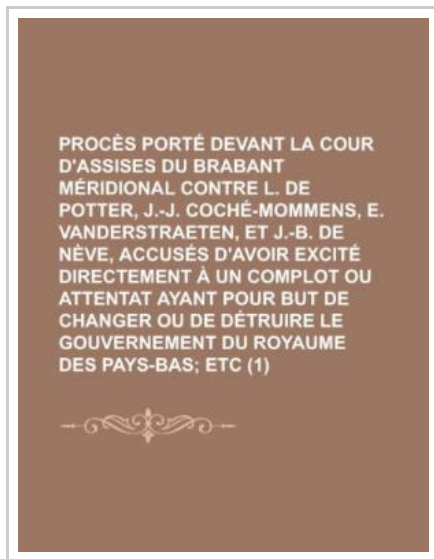 PROCÈS PORTÉ DEVANT LA COUR
D'ASSISES DU BRABANT
MÉRIDIONAL CONTRE L. DE
POTTER, J.-J. COCHÉ-MOMMENS, E.
VANDERSTRAETEN, ET J.-B. DE
NÈVE, ACCUSÉS D'AVOIR EXCITÉ
DIRECTEMENT À UN COMPLOT OU
ATTENTAT AYANT POUR BUT DE
CHANGER OU DE DÉTRUIRE LE
GOUVERNEMENT DU ROYAUME
DES PAYS-BAS; ETC (1)